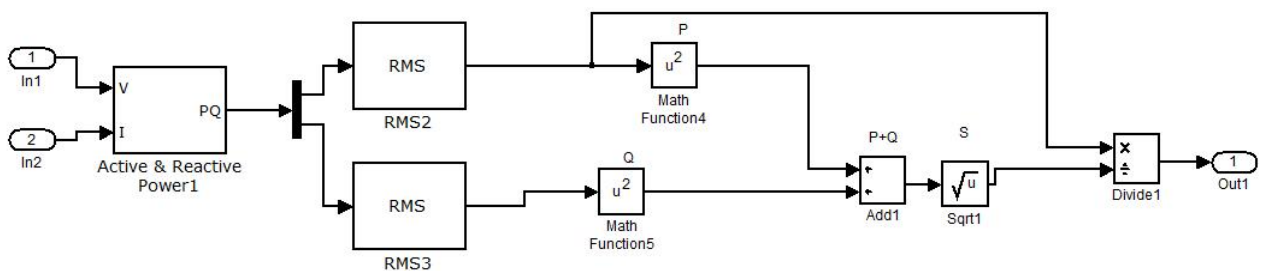 1
In1
2
In2
V
I
PQ
Active & Reactive
Power1
RMS
RMS2
RMS
RMS3
P
u²
Math
Function4
Q
u²
Math
Function5
P+Q
Add1
S
√u
Sqrt1
×
÷
Divide1
1
Out1